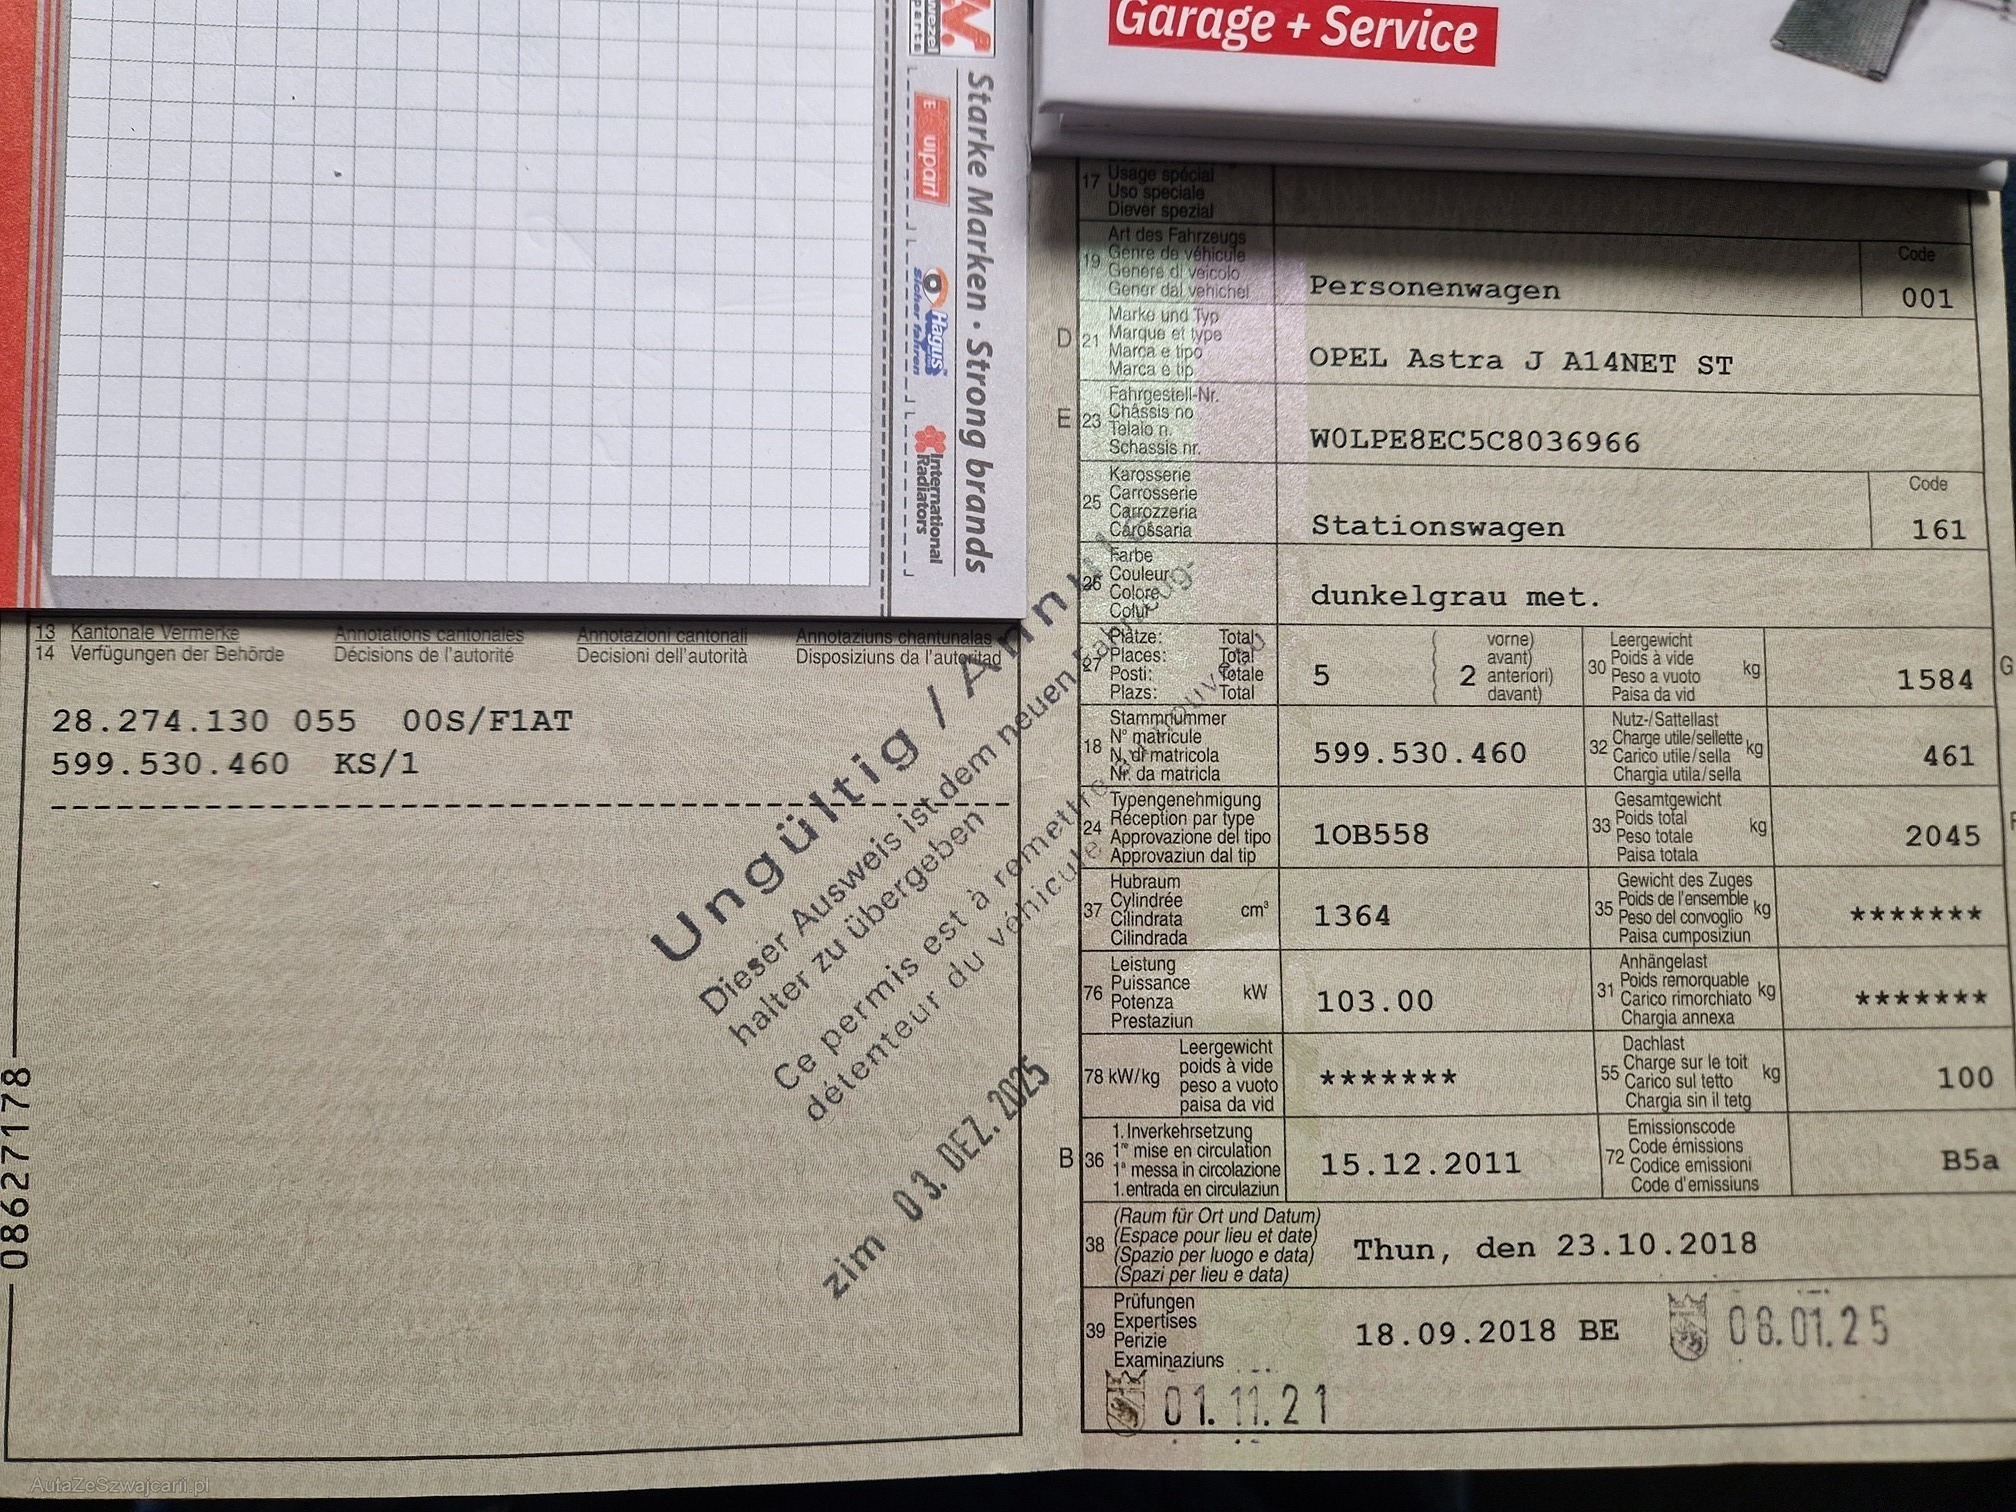 wezel
parts
Starke Marken · Strong brands
E
uipart
Hagus
sicher fahren
International
Radiators
Garage + Service
17
Usage spécial
Uso speciale
Diever spezial
19
Art des Fahrzeugs
Genre de véhicule
Genere di veicolo
Gener dal vehichel
Personenwagen
Code
001
D
21
Marke und Typ
Marque et type
Marca e tipo
Marca e tip
OPEL Astra J A14NET ST
E
23
Fahrgestell-Nr.
Châssis no
Telaio n.
Schassis nr.
W0LPE8EC5C8036966
25
Karosserie
Carrosserie
Carrozzeria
Carossaria
Stationswagen
Code
161
26
Farbe
Couleur
Colore
Colur
dunkelgrau met.
27
Plätze: Total
Places: Total
Posti: Totale
Plazs: Total
5
2
vorne)
avant)
anteriori)
davant)
30
Leergewicht
Poids à vide
Peso a vuoto
Paisa da vid
kg
1584
G
18
Stammnummer
N° matricule
N. di matricola
Nr. da matricla
599.530.460
32
Nutz-/Sattellast
Charge utile/sellette
Carico utile/sella
Chargia utila/sella
kg
461
24
Typengenehmigung
Réception par type
Approvazione del tipo
Approvaziun dal tip
1OB558
33
Gesamtgewicht
Poids total
Peso totale
Paisa totala
kg
2045
F
37
Hubraum
Cylindrée
Cilindrata
Cilindrada
cm³
1364
35
Gewicht des Zuges
Poids de l'ensemble
Peso del convoglio
Paisa cumposiziun
kg
*******
76
Leistung
Puissance
Potenza
Prestaziun
kW
103.00
31
Anhängelast
Poids remorquable
Carico rimorchiato
Chargia annexa
kg
*******
78 kW/kg
Leergewicht
poids à vide
peso a vuoto
paisa da vid
*******
55
Dachlast
Charge sur le toit
Carico sul tetto
Chargia sin il tetg
kg
100
B
36
1. Inverkehrsetzung
1re mise en circulation
1a messa in circolazione
1. entrada en circulaziun
15.12.2011
72
Emissionscode
Code émissions
Codice emissioni
Code d'emissiuns
B5a
38
(Raum für Ort und Datum)
(Espace pour lieu et date)
(Spazio per luogo e data)
(Spazi per lieu e data)
Thun, den 23.10.2018
39
Prüfungen
Expertises
Perizie
Examinaziuns
18.09.2018 BE
08.01.25
01.11.21
13 Kantonale Vermerke Annotations cantonales Annotazioni cantonali Annotaziuns chantunalas
14 Verfügungen der Behörde Décisions de l'autorité Decisioni dell'autorità Disposiziuns da l'autoritad
28.274.130 055 00S/F1AT
599.530.460 KS/1
Ungültig / Annulé
Dieser Ausweis ist dem neuen Fahrzeug-
halter zu übergeben
Ce permis est à remettre au nouveau
détenteur du véhicule
zim 03. DEZ. 2025
08627178
AutaZeSzwajcarii.pl